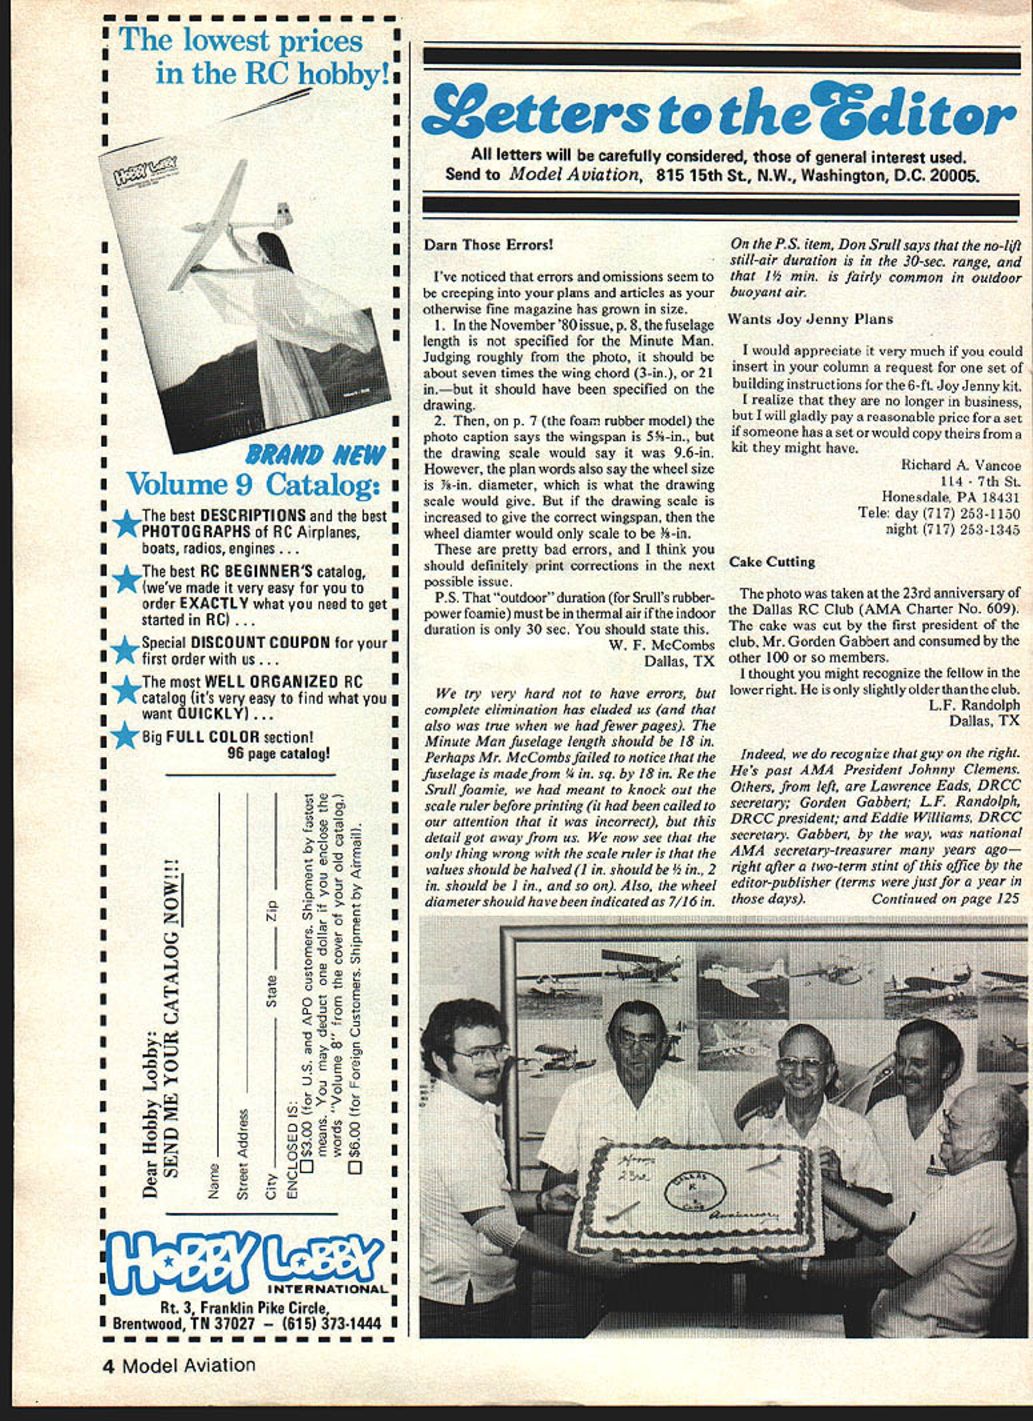 The lowest prices
in the RC hobby!
HOBBY LOBBY
BRAND NEW
Volume 9 Catalog:
The best DESCRIPTIONS and the best
PHOTOGRAPHS of RC Airplanes,
boats, radios, engines . . .
The best RC BEGINNER'S catalog,
(we've made it very easy for you to
order EXACTLY what you need to get
started in RC) . . .
Special DISCOUNT COUPON for your
first order with us . . .
The most WELL ORGANIZED RC
catalog (it's very easy to find what you
want QUICKLY) . . .
Big FULL COLOR section!
96 page catalog!
Dear Hobby Lobby:
SEND ME YOUR CATALOG NOW!!!
Name
Street Address
City State Zip
ENCLOSED IS:
$3.00 (for U.S. and APO customers. Shipment by fastest
means. You may deduct one dollar if you enclose the
words "Volume 8" from the cover of your old catalog.)
$6.00 (for Foreign Customers. Shipment by Airmail).
HOBBY LOBBY
INTERNATIONAL
Rt. 3, Franklin Pike Circle,
Brentwood, TN 37027 — (615) 373-1444
4 Model Aviation
Letters to the Editor
All letters will be carefully considered, those of general interest used.
Send to Model Aviation, 815 15th St., N.W., Washington, D.C. 20005.
Darn Those Errors!
I've noticed that errors and omissions seem to
be creeping into your plans and articles as your
otherwise fine magazine has grown in size.
1. In the November '80 issue, p. 8, the fuselage
length is not specified for the Minute Man.
Judging roughly from the photo, it should be
about seven times the wing chord (3-in.), or 21
in.—but it should have been specified on the
drawing.
2. Then, on p. 7 (the foam rubber model) the
photo caption says the wingspan is 5⅝-in., but
the drawing scale would say it was 9.6-in.
However, the plan words also say the wheel size
is ⅞-in. diameter, which is what the drawing
scale would give. But if the drawing scale is
increased to give the correct wingspan, then the
wheel diamter would only scale to be
These are pretty bad errors, and I think you
should definitely print corrections in the next
possible issue.
P.S. That "outdoor" duration (for Srull's rubber-
power foamie) must be in thermal air if the indoor
duration is only 30 sec. You should state this.
W. F. McCombs
Dallas, TX
We try very hard not to have errors, but
complete elimination has eluded us (and that
also was true when we had fewer pages). The
Minute Man fuselage length should be 18 in.
Perhaps Mr. McCombs failed to notice that the
fuselage is made from ¼ in. sq. by 18 in. Re the
Srull foamie, we had meant to knock out the
scale ruler before printing (it had been called to
our attention that it was incorrect), but this
detail got away from us. We now see that the
only thing wrong with the scale ruler is that the
values should be halved (1 in. should be ½ in., 2
in. should be 1 in., and so on). Also, the wheel
diameter should have been indicated as 7/16 in.
On the P.S. item, Don Srull says that the no-lift
still-air duration is in the 30-sec. range, and
that 1½ min. is fairly common in outdoor
buoyant air.
Wants Joy Jenny Plans
I would appreciate it very much if you could
insert in your column a request for one set of
building instructions for the 6-ft. Joy Jenny kit.
I realize that they are no longer in business,
but I will gladly pay a reasonable price for a set
if someone has a set or would copy theirs from a
kit they might have.
Richard A. Vancoe
114 - 7th St.
Honesdale, PA 18431
Tele: day (717) 253-1150
night (717) 253-1345
Cake Cutting
The photo was taken at the 23rd anniversary of
the Dallas RC Club (AMA Charter No. 609).
The cake was cut by the first president of the
club, Mr. Gorden Gabbert and consumed by the
other 100 or so members.
I thought you might recognize the fellow in the
lower right. He is only slightly older than the club.
L.F. Randolph
Dallas, TX
Indeed, we do recognize that guy on the right.
He's past AMA President Johnny Clemens.
Others, from left, are Lawrence Eads, DRCC
secretary; Gorden Gabbert; L.F. Randolph,
DRCC president; and Eddie Williams, DRCC
secretary. Gabbert, by the way, was national
AMA secretary-treasurer many years ago—
right after a two-term stint of this office by the
editor-publisher (terms were just for a year in
those days). Continued on page 125
Happy
23rd
DALLAS
R
C
CLUB
Anniversary